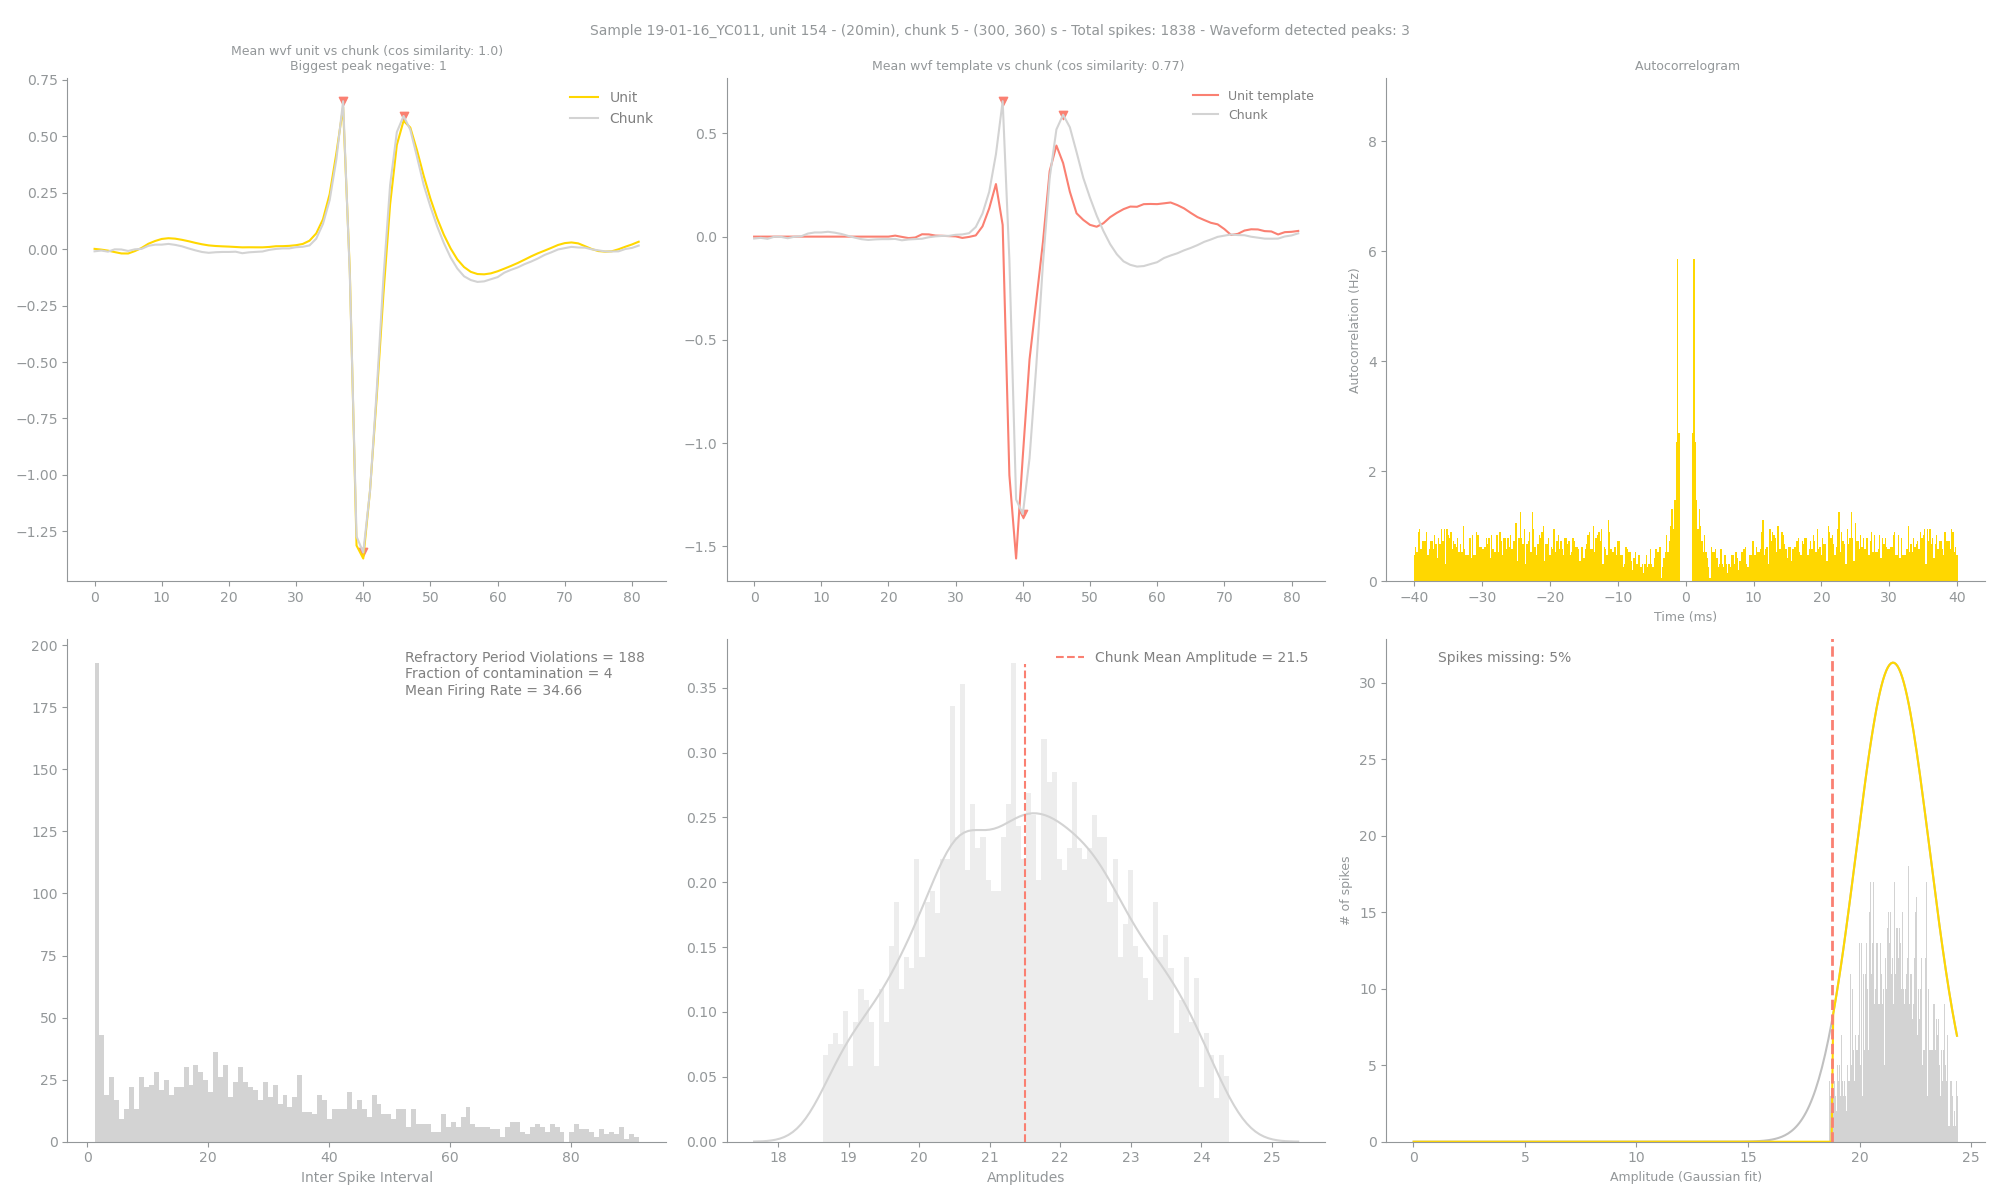 Sample 19-01-16_YC011, unit 154 - (20min), chunk 5 - (300, 360) s - Total spikes: 1838 - Waveform detected peaks: 3
Mean wvf unit vs chunk (cos similarity: 1.0)
Biggest peak negative: 1
0.75
0.50
0.25
0.00
−0.25
−0.50
−0.75
−1.00
−1.25
0 10 20 30 40 50 60 70 80
Unit
Chunk
Mean wvf template vs chunk (cos similarity: 0.77)
0.5
0.0
−0.5
−1.0
−1.5
0 10 20 30 40 50 60 70 80
Unit template
Chunk
Autocorrelogram
Autocorrelation (Hz)
8
6
4
2
0
−40 −30 −20 −10 0 10 20 30 40
Time (ms)
200
175
150
125
100
75
50
25
0
0 20 40 60 80
Inter Spike Interval
Refractory Period Violations = 188
Fraction of contamination = 4
Mean Firing Rate = 34.66
0.35
0.30
0.25
0.20
0.15
0.10
0.05
0.00
18 19 20 21 22 23 24 25
Amplitudes
Chunk Mean Amplitude = 21.5
Spikes missing: 5%
# of spikes
30
25
20
15
10
5
0
0 5 10 15 20 25
Amplitude (Gaussian fit)